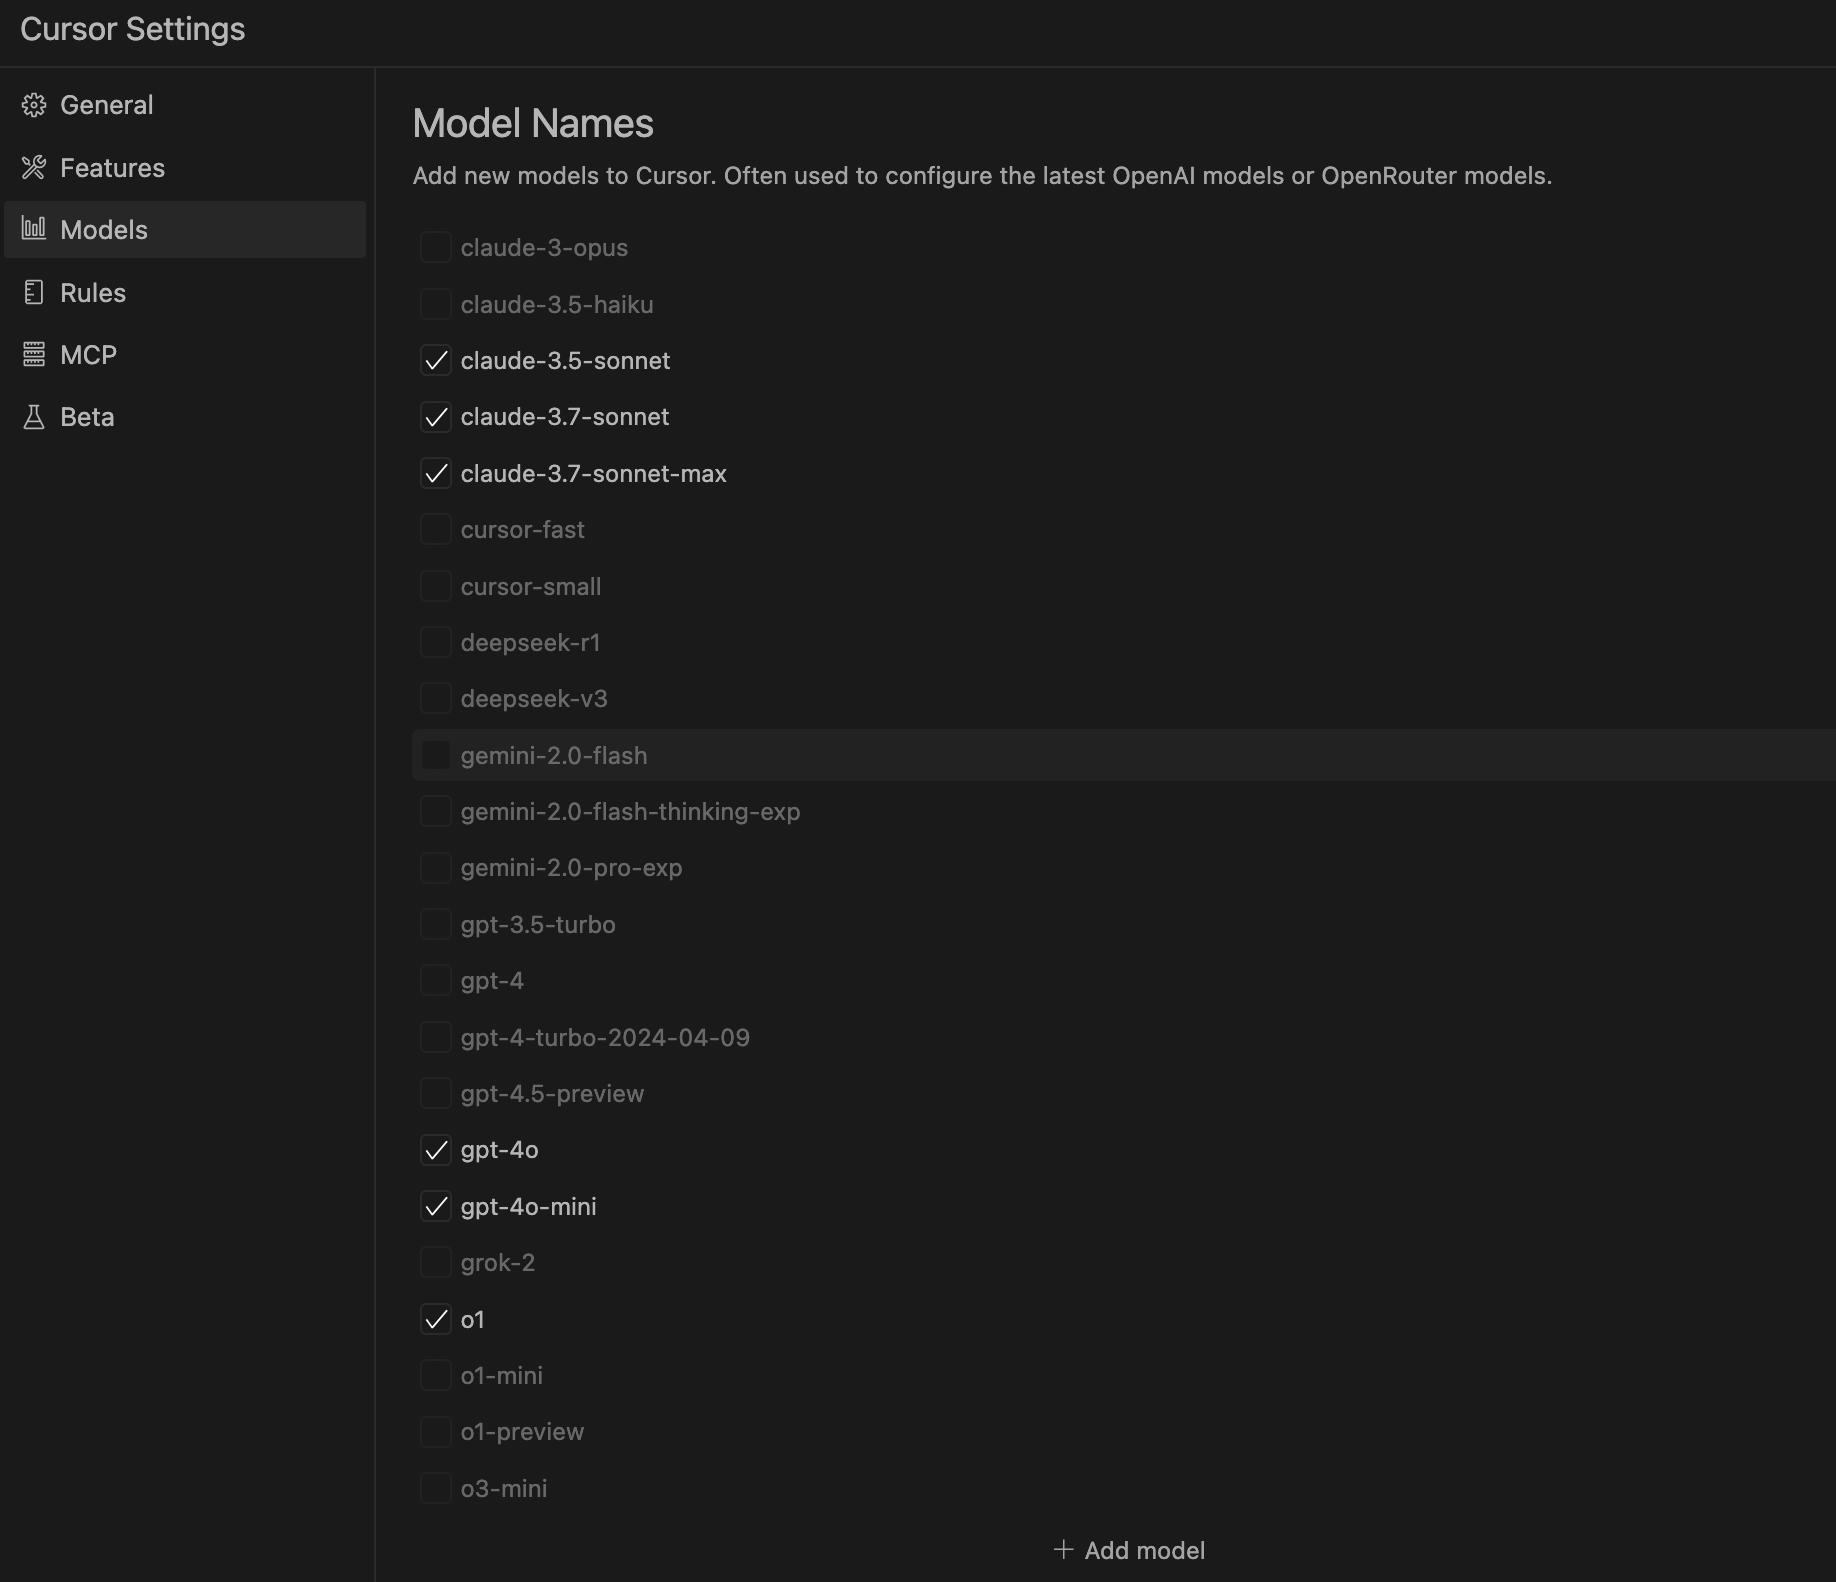 Cursor Settings
General
Features
Models
Rules
MCP
Beta
Model Names
Add new models to Cursor. Often used to configure the latest OpenAI models or OpenRouter models.
claude-3-opus
claude-3.5-haiku
claude-3.5-sonnet
claude-3.7-sonnet
claude-3.7-sonnet-max
cursor-fast
cursor-small
deepseek-r1
deepseek-v3
gemini-2.0-flash
gemini-2.0-flash-thinking-exp
gemini-2.0-pro-exp
gpt-3.5-turbo
gpt-4
gpt-4-turbo-2024-04-09
gpt-4.5-preview
gpt-4o
gpt-4o-mini
grok-2
o1
o1-mini
o1-preview
o3-mini
+ Add model